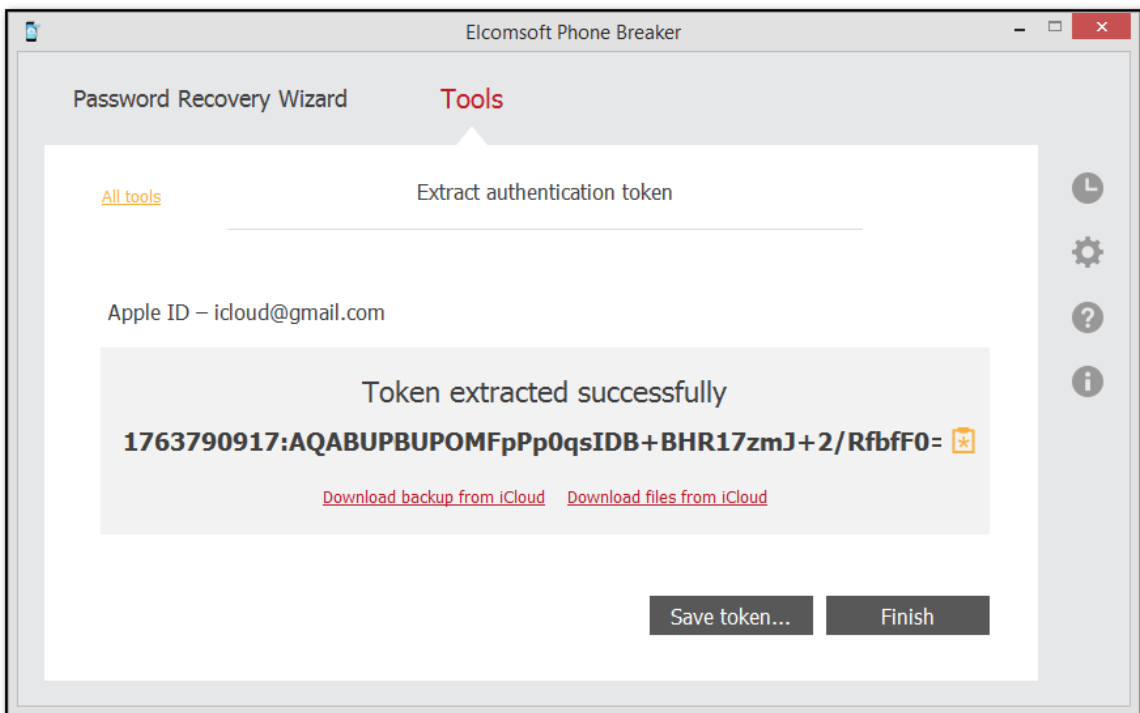 Elcomsoft Phone Breaker
Password Recovery Wizard Tools
All tools
Extract authentication token
Apple ID – icloud@gmail.com
Token extracted successfully
1763790917:AQABUPBUPOMFpPp0qsIDB+BHR17zmJ+2/RfbfF0=
Download backup from iCloud Download files from iCloud
Save token... Finish